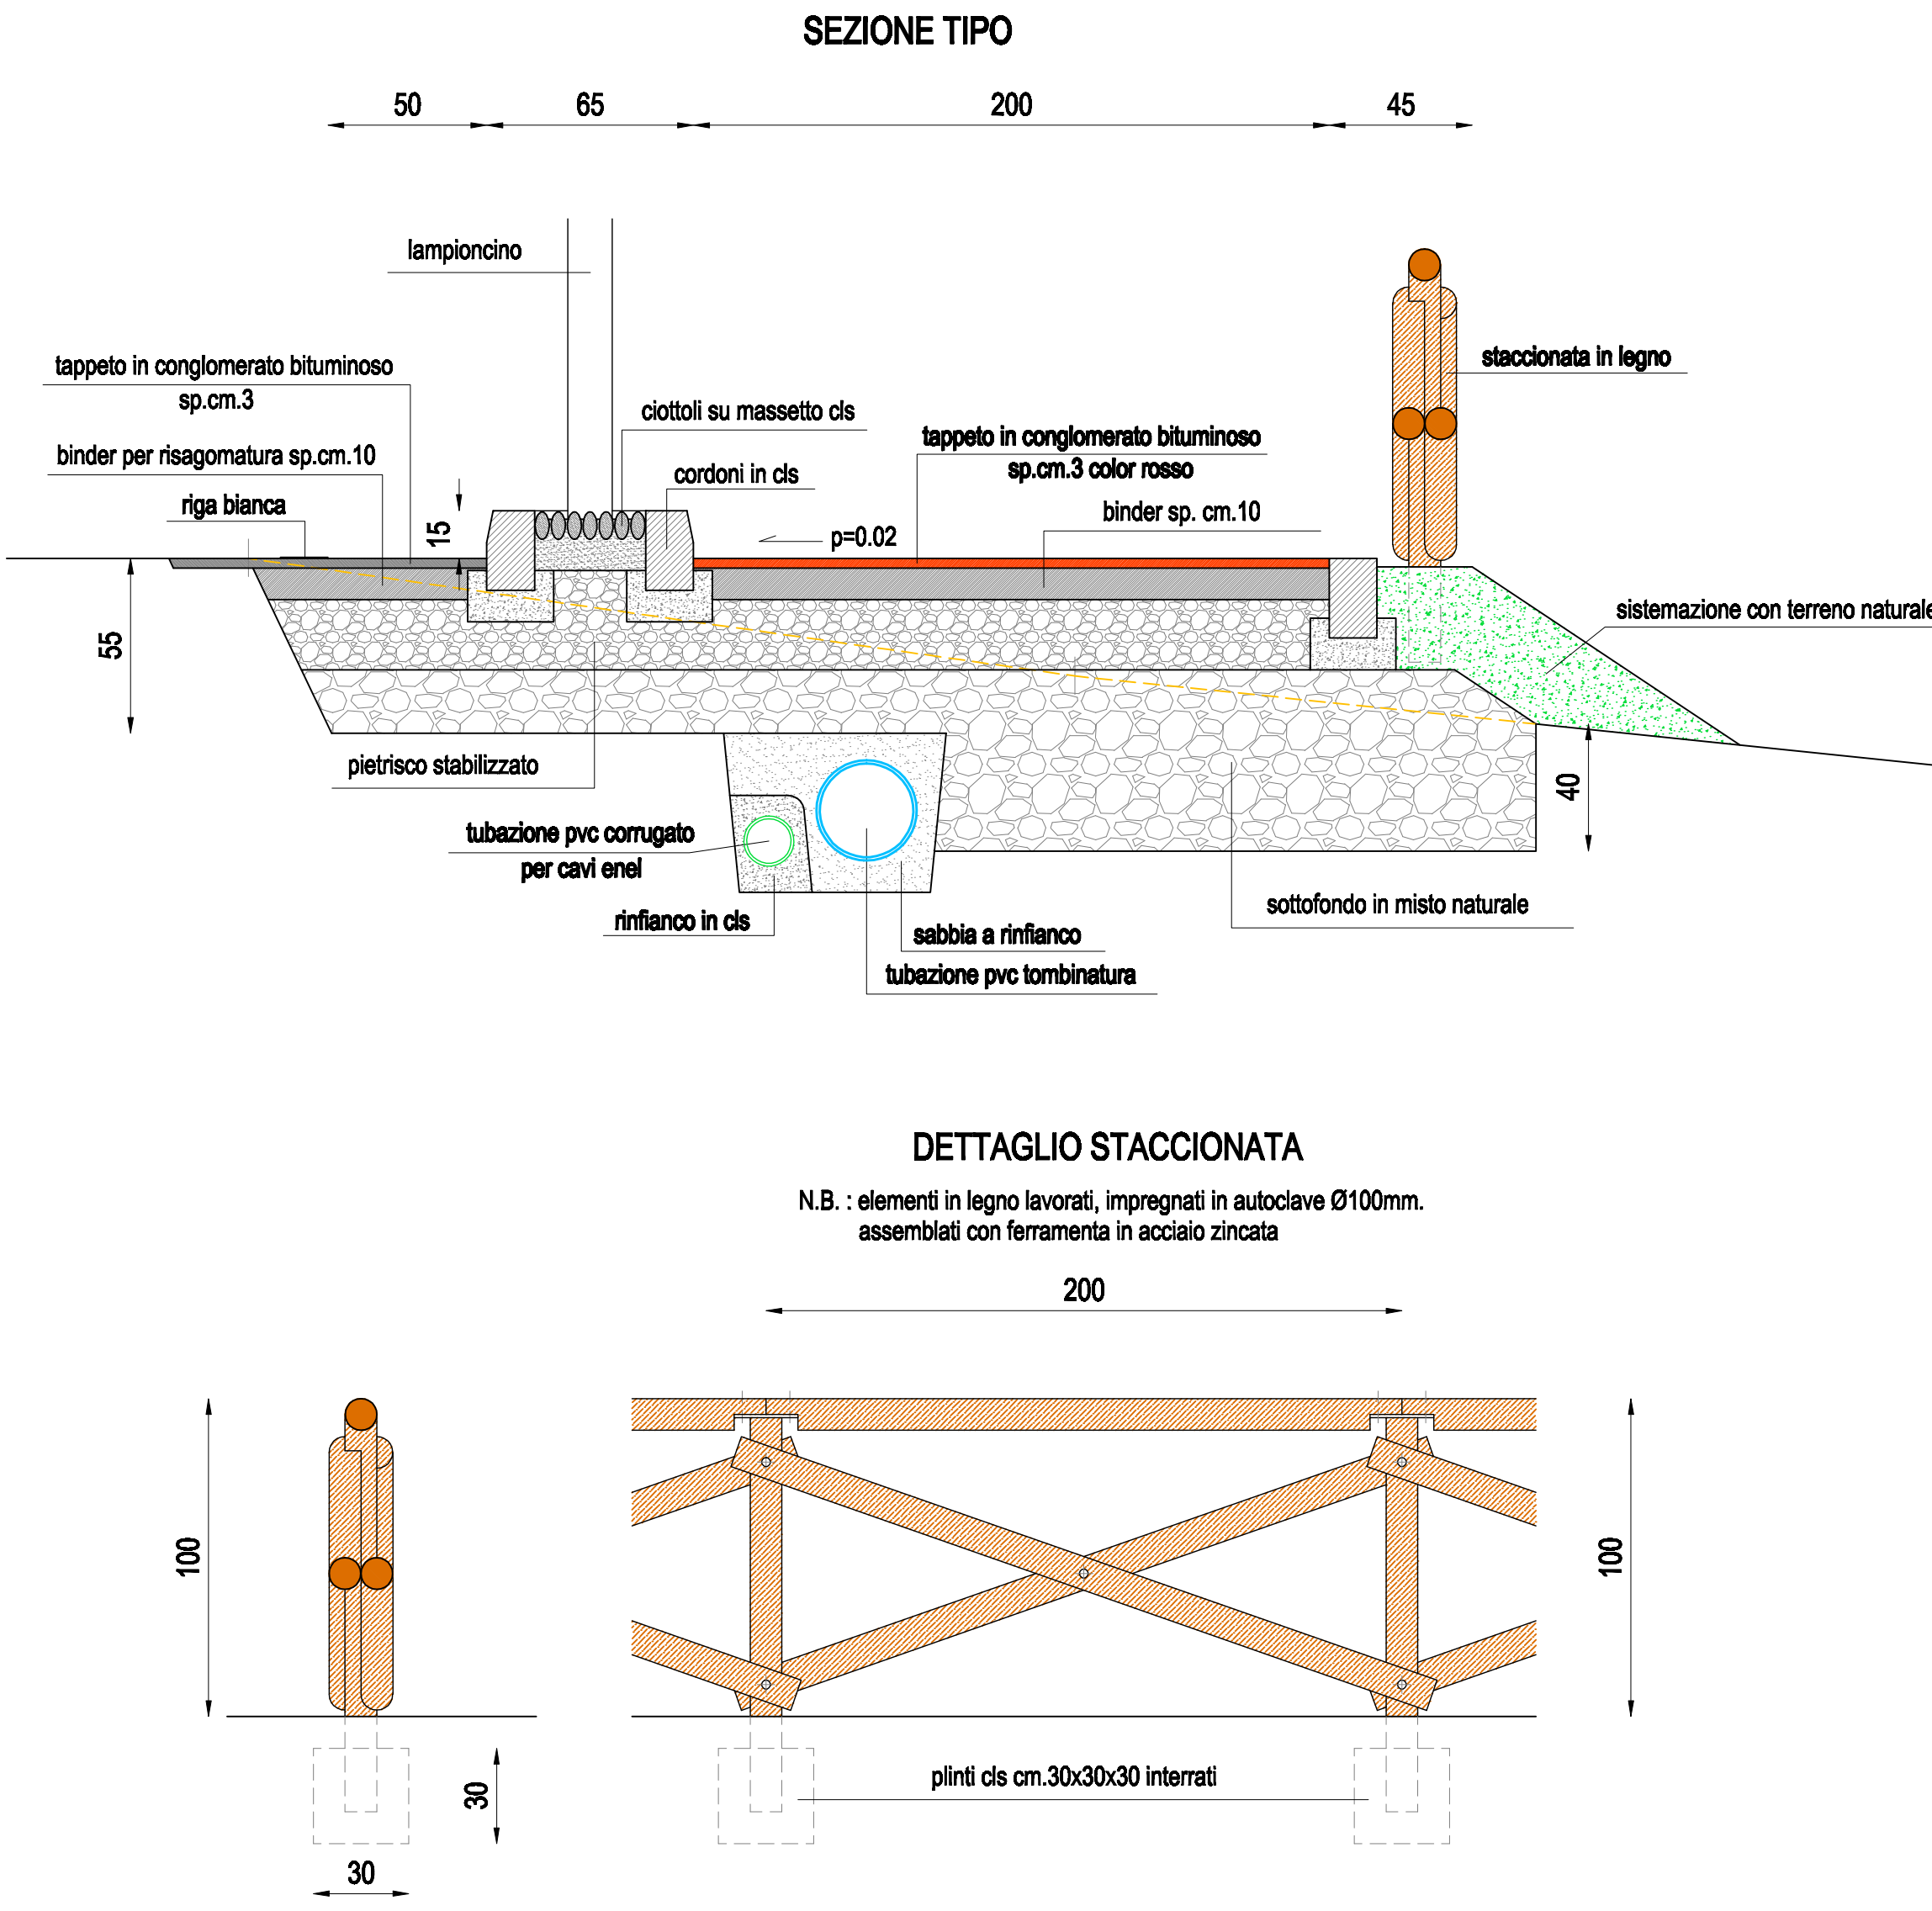 SEZIONE TIPO
50
65
200
45
lampioncino
tappeto in conglomerato bituminoso
sp.cm.3
staccionata in legno
ciottoli su massetto cls
tappeto in conglomerato bituminoso
sp.cm.3 color rosso
binder per risagomatura sp.cm.10
cordoni in cls
riga bianca
15
binder sp. cm.10
p=0.02
sistemazione con terreno naturale
55
pietrisco stabilizzato
40
tubazione pvc corrugato
per cavi enel
rinfianco in cls
sottofondo in misto naturale
sabbia a rinfianco
tubazione pvc tombinatura
DETTAGLIO STACCIONATA
N.B. : elementi in legno lavorati, impregnati in autoclave Ø100mm.
assemblati con ferramenta in acciaio zincata
200
100
100
plinti cls cm.30x30x30 interrati
30
30